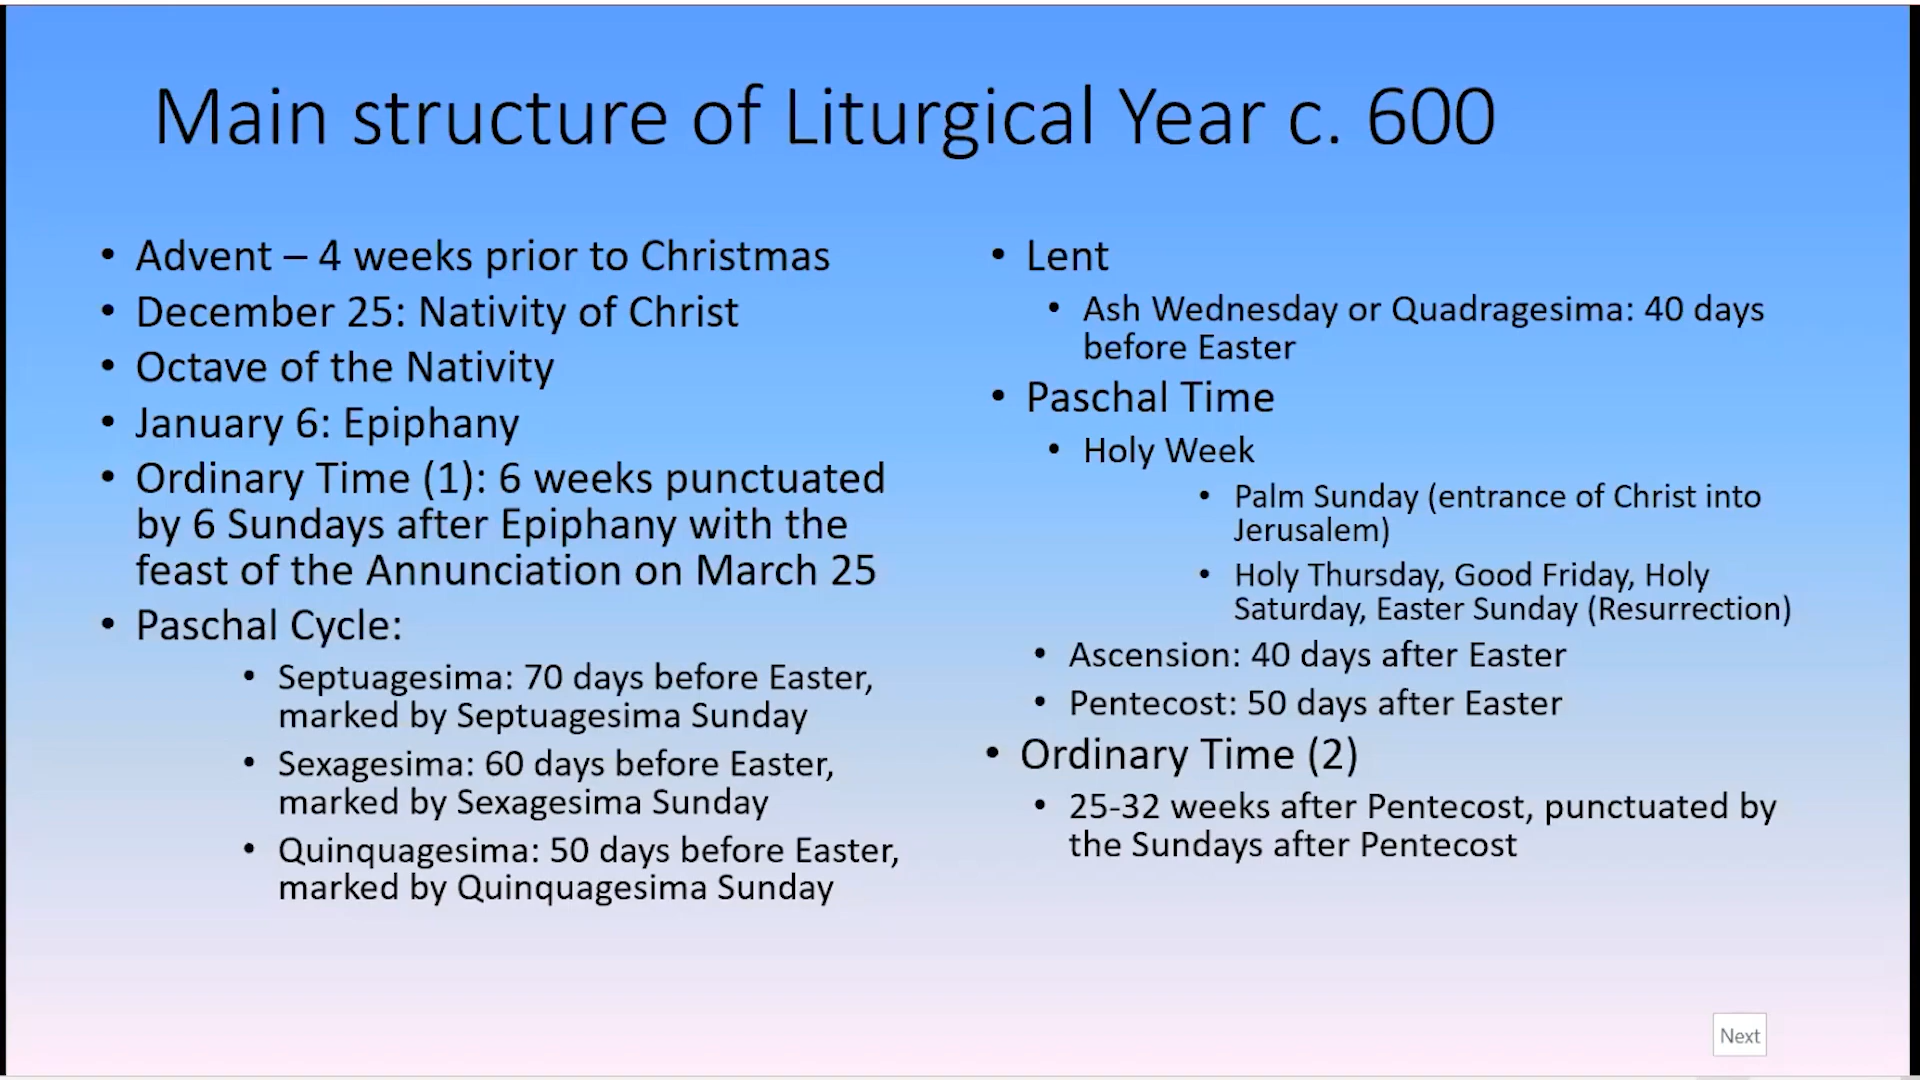 Main structure of Liturgical Year c. 600
• Advent – 4 weeks prior to Christmas
• December 25: Nativity of Christ
• Octave of the Nativity
• January 6: Epiphany
• Ordinary Time (1): 6 weeks punctuated
by 6 Sundays after Epiphany with the
feast of the Annunciation on March 25
• Paschal Cycle:
• Septuagesima: 70 days before Easter,
marked by Septuagesima Sunday
• Sexagesima: 60 days before Easter,
marked by Sexagesima Sunday
• Quinquagesima: 50 days before Easter,
marked by Quinquagesima Sunday
• Lent
• Ash Wednesday or Quadragesima: 40 days
before Easter
• Paschal Time
• Holy Week
• Palm Sunday (entrance of Christ into
Jerusalem)
• Holy Thursday, Good Friday, Holy
Saturday, Easter Sunday (Resurrection)
• Ascension: 40 days after Easter
• Pentecost: 50 days after Easter
• Ordinary Time (2)
• 25-32 weeks after Pentecost, punctuated by
the Sundays after Pentecost
Next